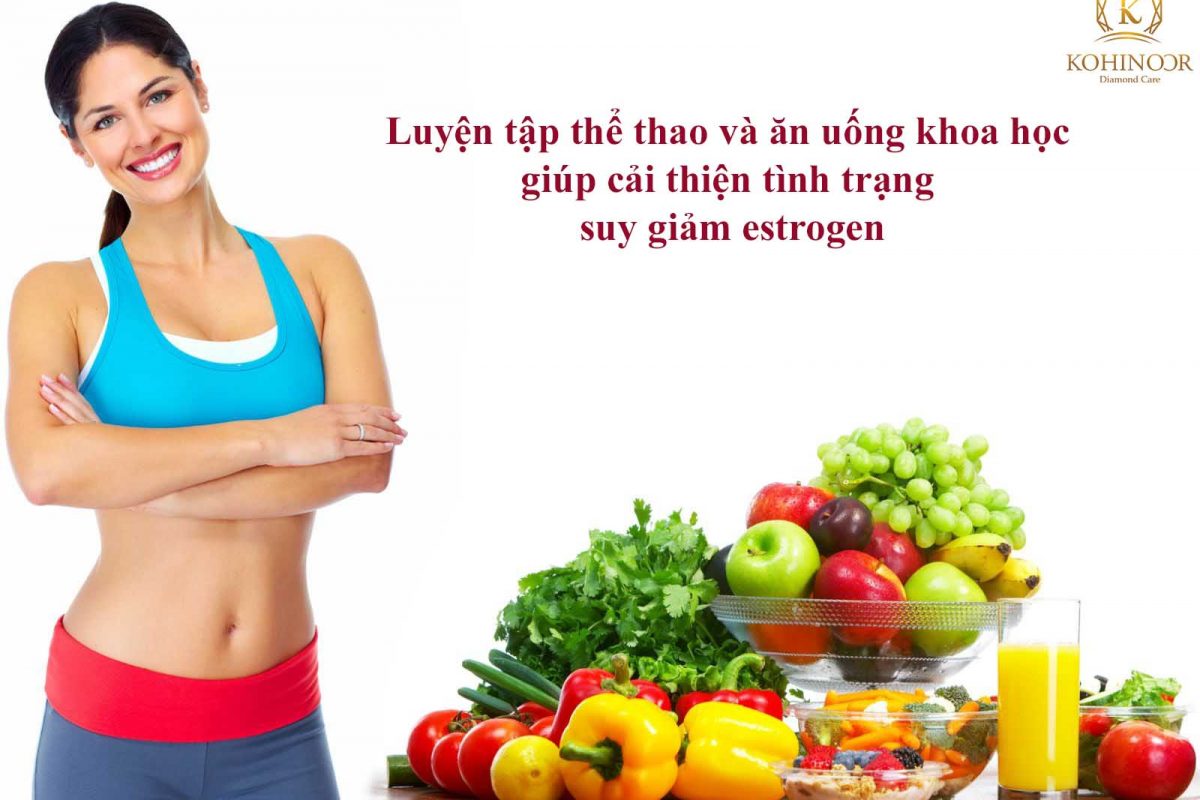 K
KOHINOOR
Diamond Care
Luyện tập thể thao và ăn uống khoa học
giúp cải thiện tình trạng
suy giảm estrogen